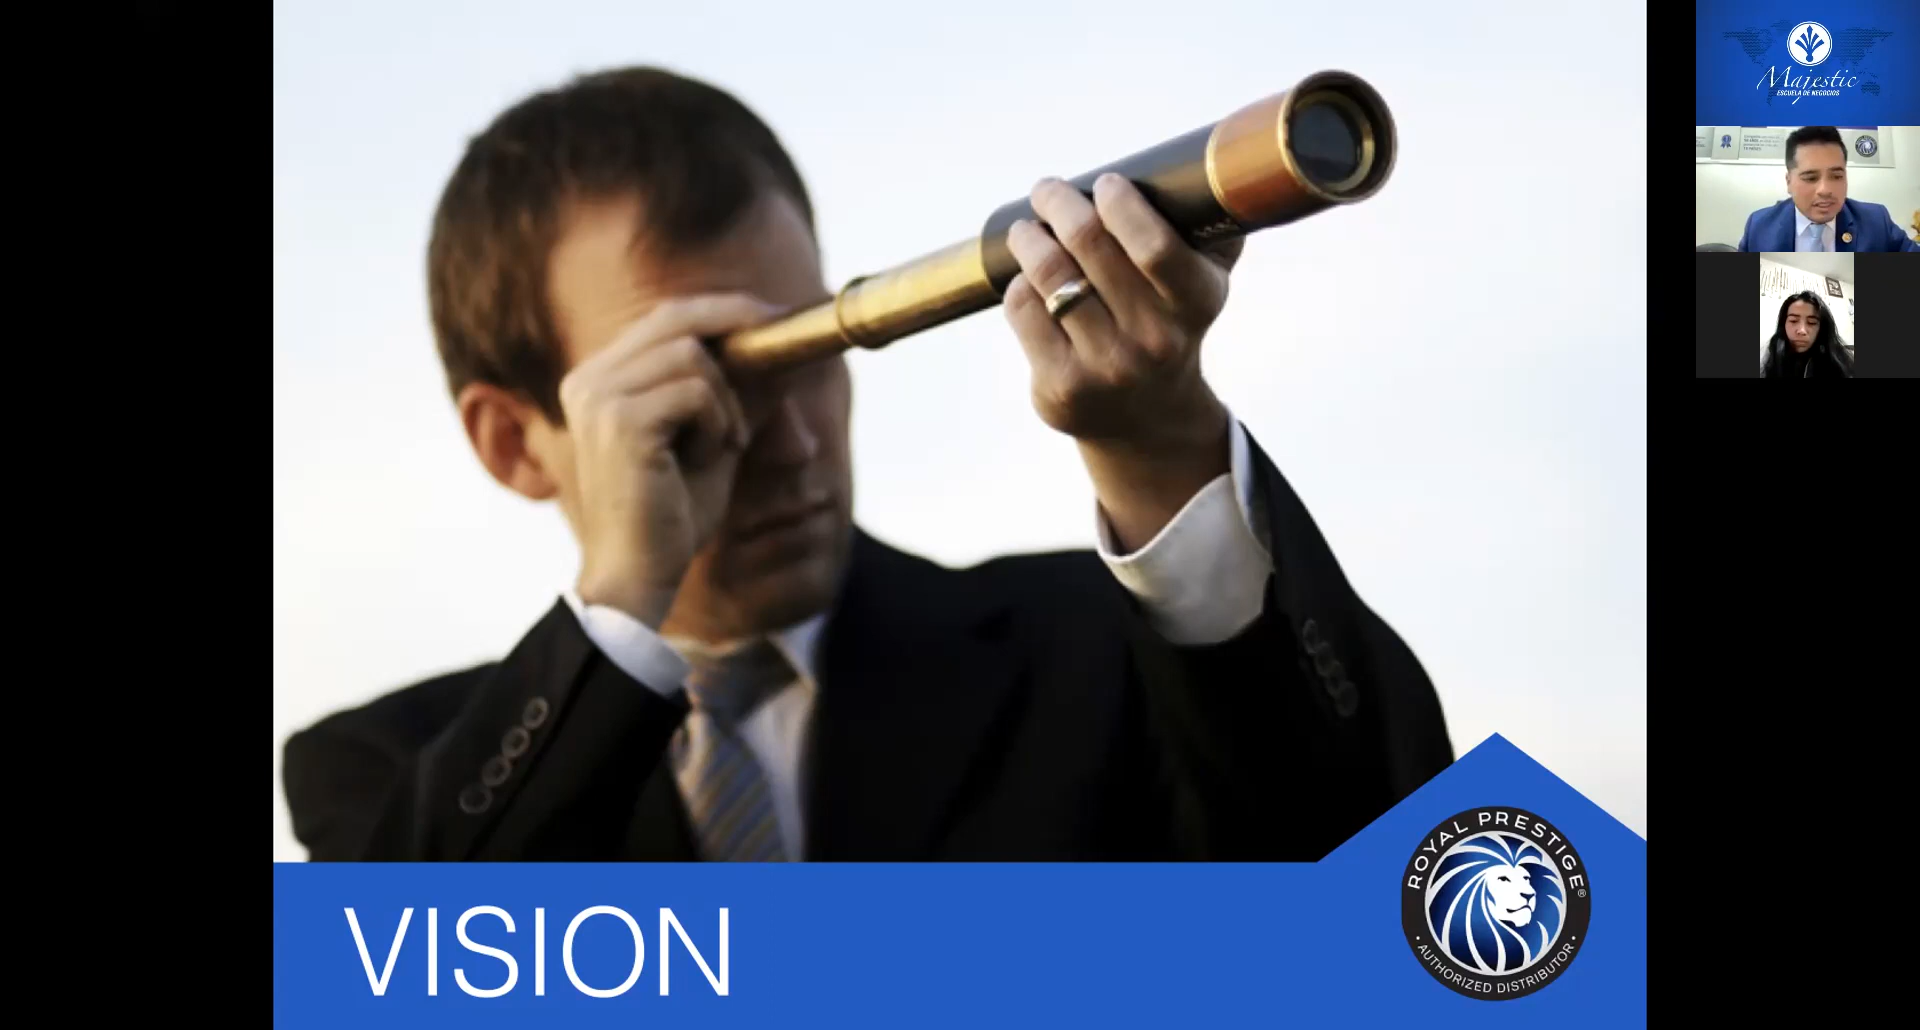 VISION
ROYAL PRESTIGE®
• AUTHORIZED DISTRIBUTOR •
Majestic
ESCUELA DE NEGOCIOS